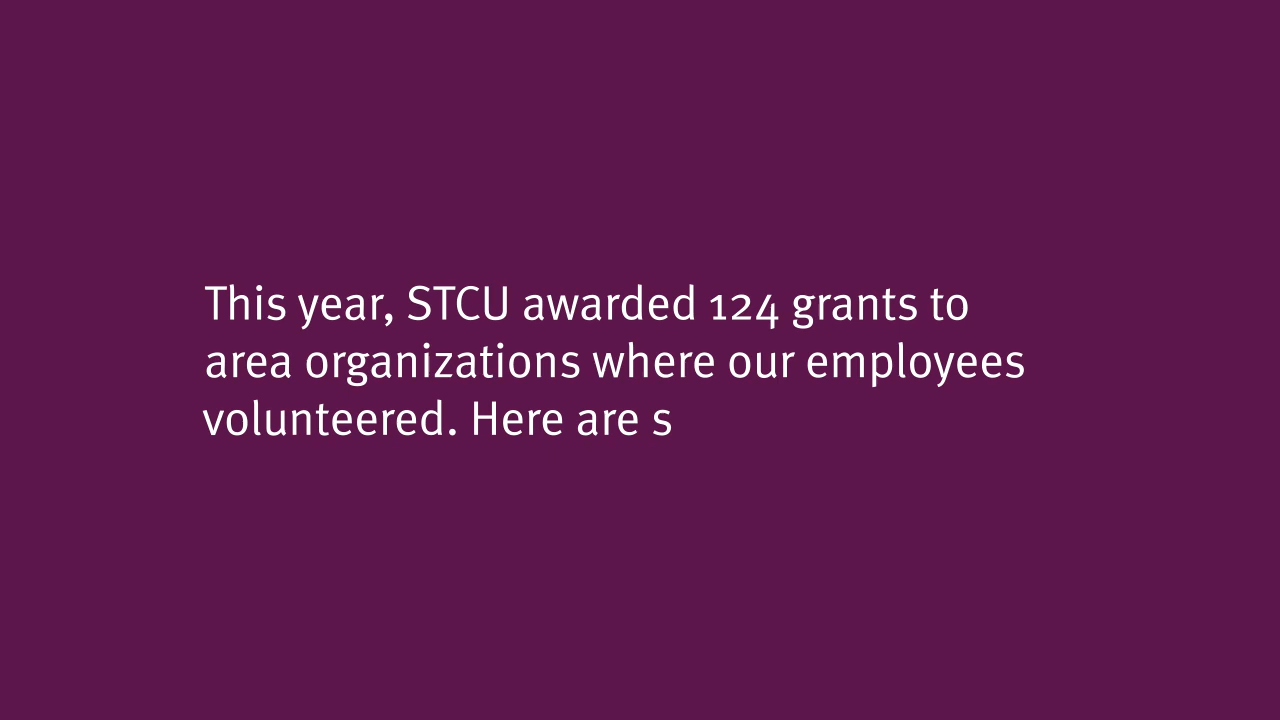 This year, STCU awarded 124 grants to
area organizations where our employees
volunteered. Here are s